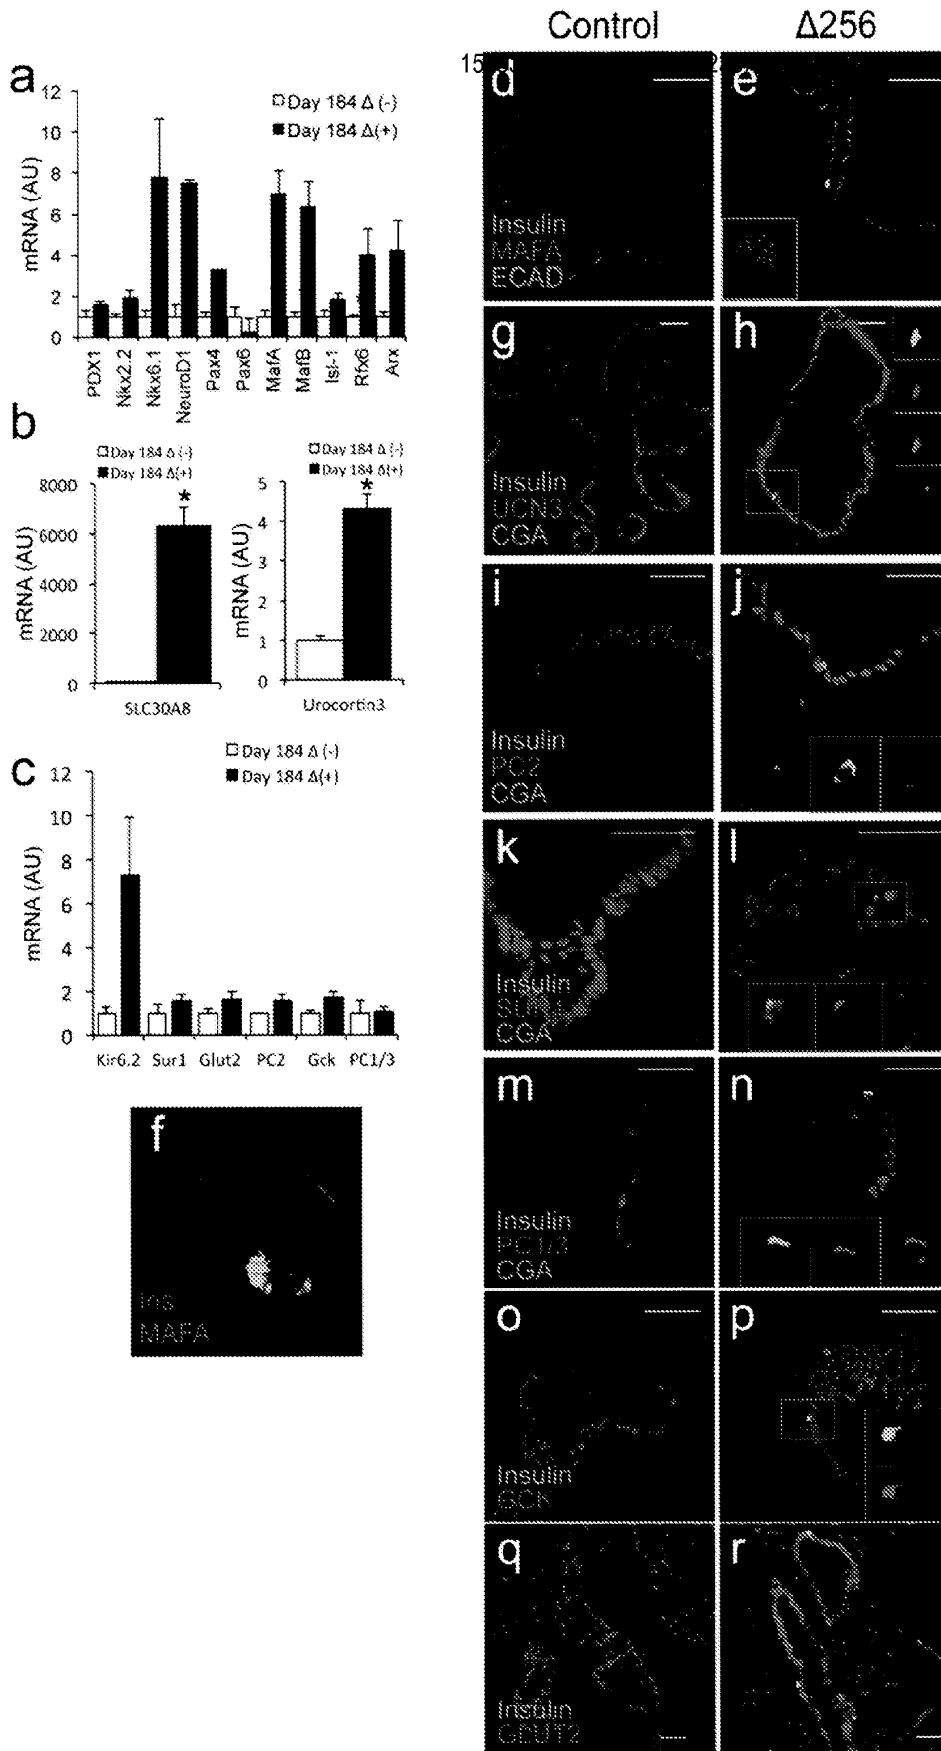 Control Δ256
a
12
10
8
6
4
2
0
mRNA (AU)
Day 184 Δ (-)
Day 184 Δ(+)
PDX1
Nkx2.2
Nkx6.1
NeuroD1
Pax4
Pax6
MafA
MafB
Isl-1
Rfx6
Arx
b
Day 184 Δ (-)
Day 184 Δ(+)
8000
6000
4000
2000
0
mRNA (AU)
*
SLC30A8
Day 184 Δ (-)
Day 184 Δ(+)
5
4
3
2
1
0
mRNA (AU)
*
Urocortin3
c
Day 184 Δ (-)
Day 184 Δ(+)
12
10
8
6
4
2
0
mRNA (AU)
Kir6.2 Sur1 Glut2 PC2 Gck PC1/3
f
Ins
MAFA
15
2
d
Insulin
MAFA
ECAD
e
g
Insulin
UCN3
CGA
h
i
Insulin
PC2
CGA
j
k
Insulin
SUR1
CGA
l
m
Insulin
PC1/3
CGA
n
o
Insulin
GCK
p
q
Insulin
GLUT2
r